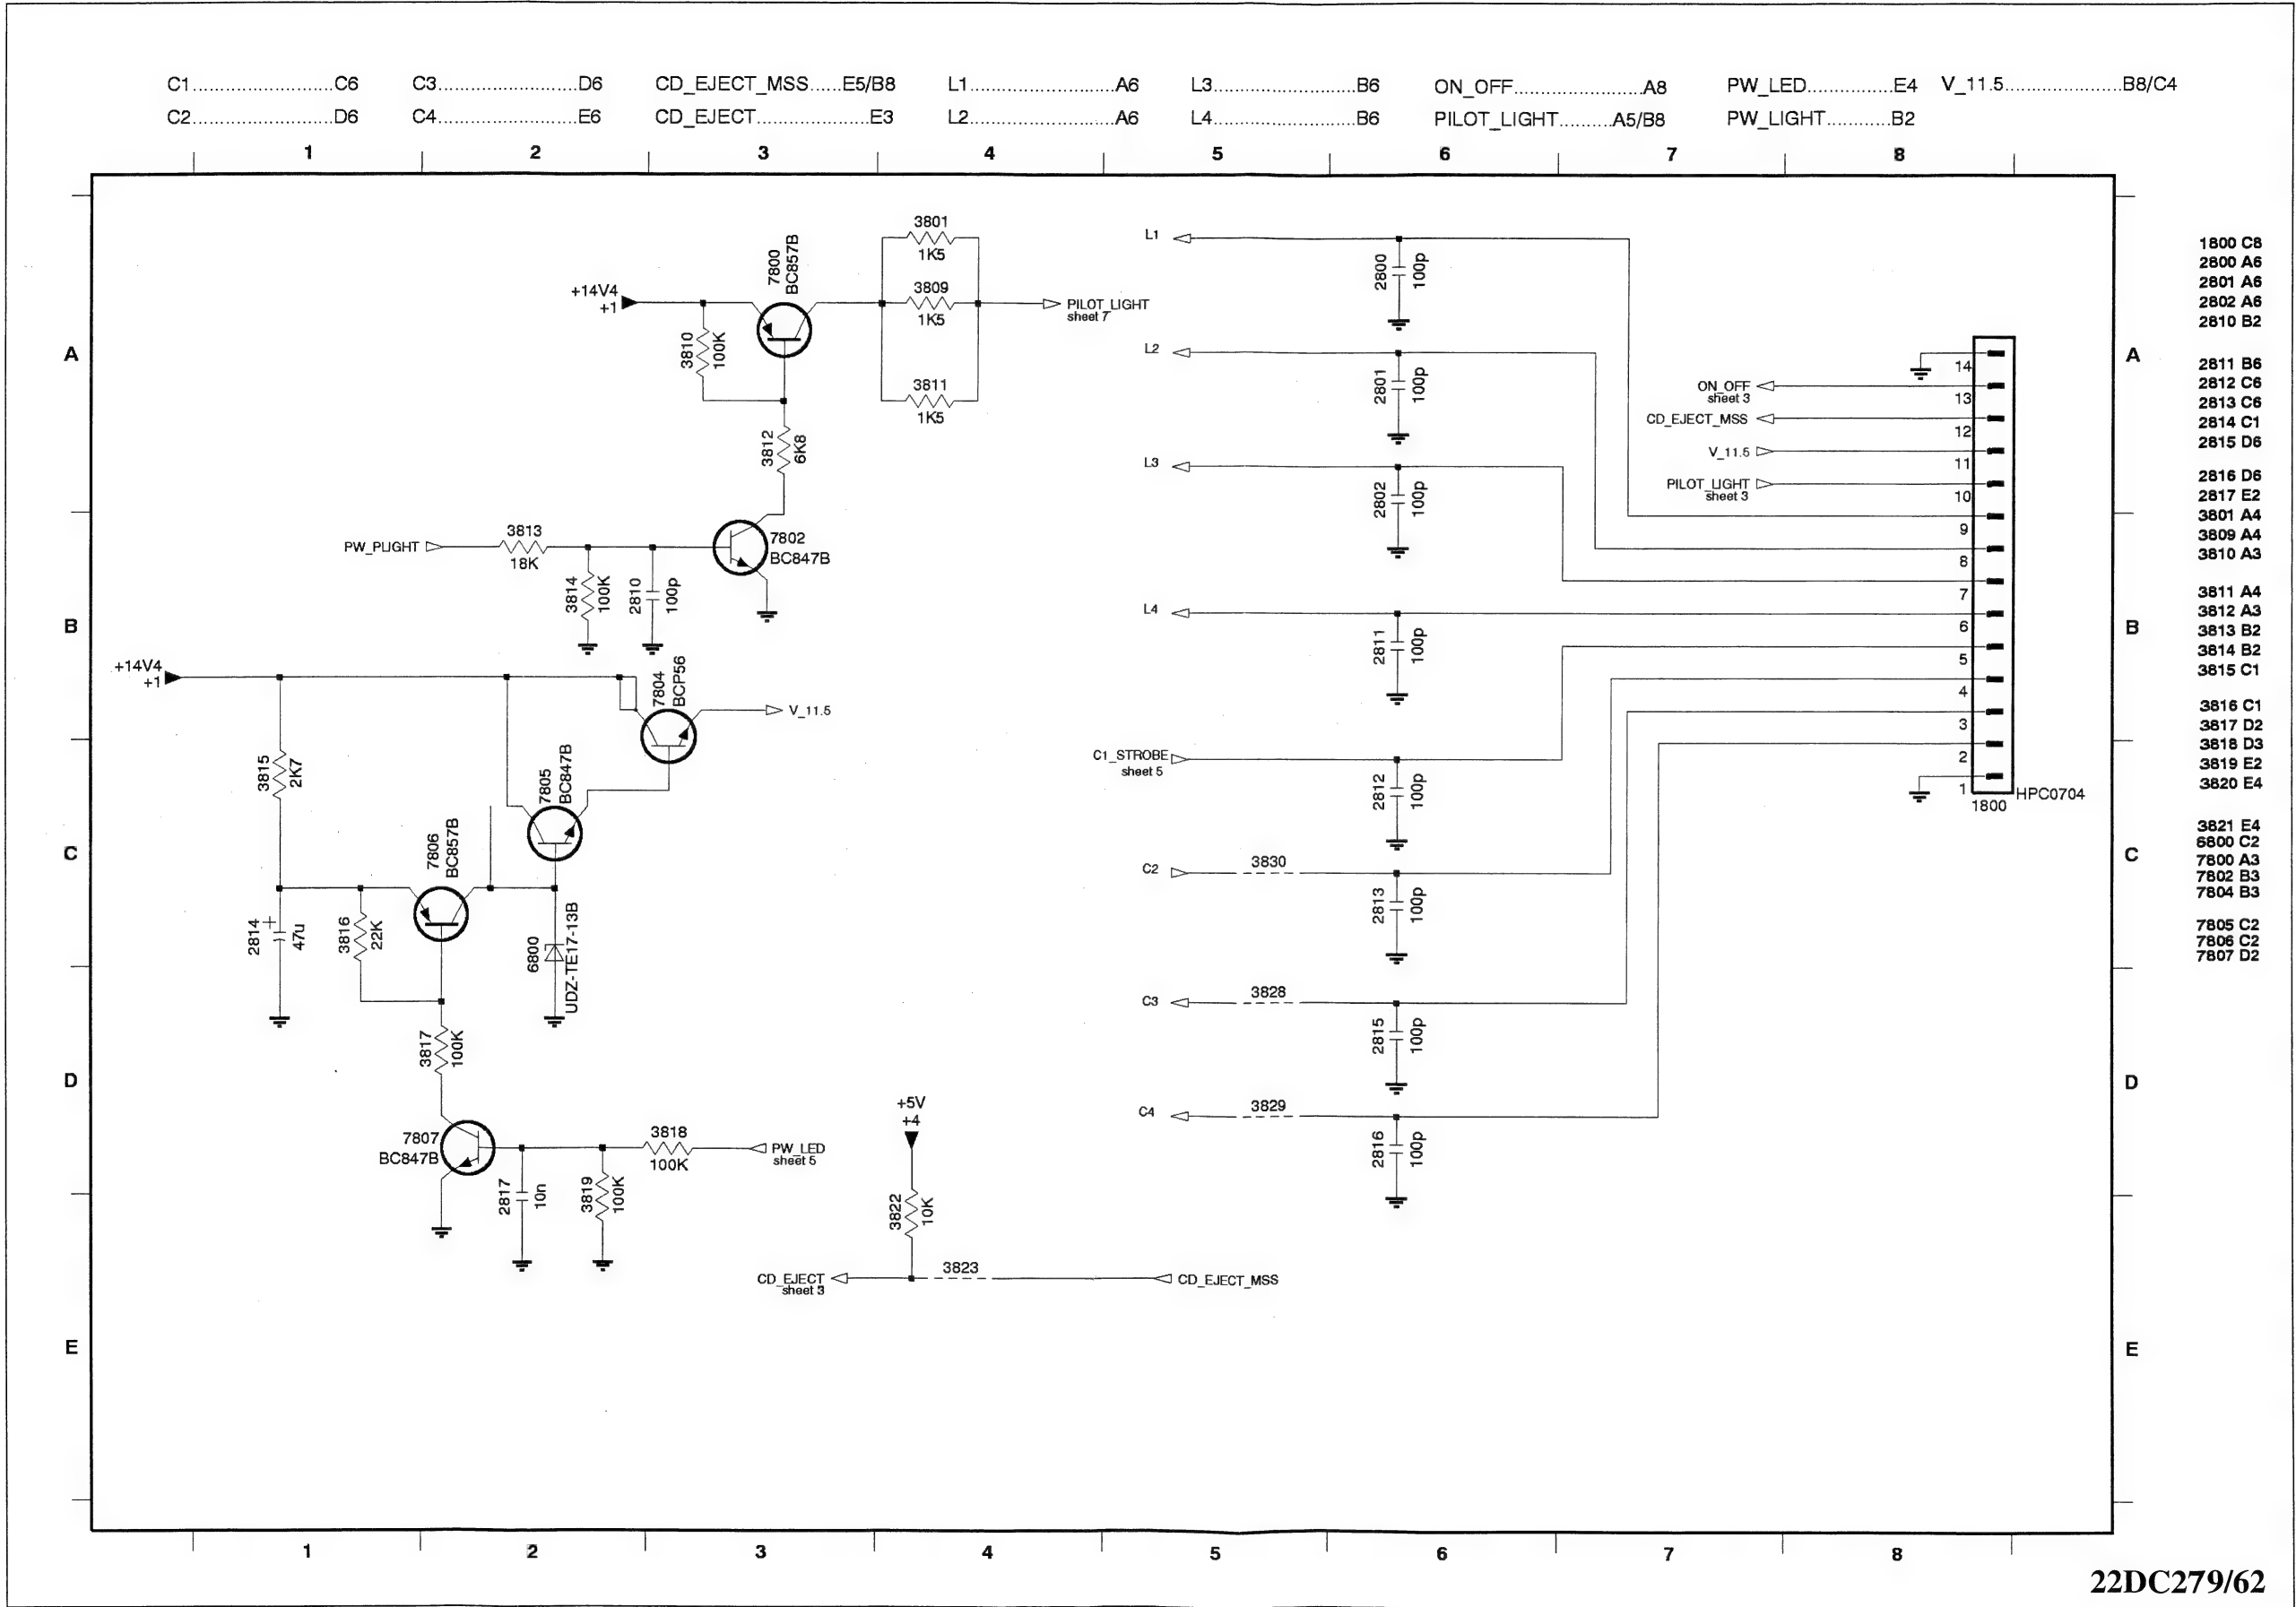 C1..............................C6 C3........................D6 CD_EJECT_MSS......E5/B8 L1.........................A6 L3.........................B6 ON_OFF.......................A8 PW_LED...............E4 V_11.5.....................B8/C4
C2..............................D6 C4........................E6 CD_EJECT....................E3 L2.........................A6 L4.........................B6 PILOT_LIGHT.........A5/B8 PW_LIGHT...........B2
1 2 3 4 5 6 7 8
A
B
C
D
E
+14V4
+1
7800
BC857B
3810
100K
3801
1K5
3809
1K5
3811
1K5
PILOT_LIGHT
sheet 7
3812
6K8
PW_PLIGHT
3813
18K
3814
100K
2810
100p
7802
BC847B
+14V4
+1
7804
BCP56
V_11.5
3815
2K7
7805
BC847B
7806
BC857B
2814
+
47u
3816
22K
6800
UDZ-TE17-13B
3817
100K
7807
BC847B
3818
100K
PW_LED
sheet 5
2817
10n
3819
100K
+5V
+4
3822
10K
CD_EJECT
sheet 3
3823
CD_EJECT_MSS
L1
2800
100p
L2
2801
100p
L3
2802
100p
L4
2811
100p
C1_STROBE
sheet 5
2812
100p
C2
3830
2813
100p
C3
3828
2815
100p
C4
3829
2816
100p
ON_OFF
sheet 3
CD_EJECT_MSS
V_11.5
PILOT_LIGHT
sheet 3
14
13
12
11
10
9
8
7
6
5
4
3
2
1
1800
HPC0704
A
B
C
D
E
1800 C8
2800 A6
2801 A6
2802 A6
2810 B2
2811 B6
2812 C6
2813 C6
2814 C1
2815 D6
2816 D6
2817 E2
3801 A4
3809 A4
3810 A3
3811 A4
3812 A3
3813 B2
3814 B2
3815 C1
3816 C1
3817 D2
3818 D3
3819 E2
3820 E4
3821 E4
6800 C2
7800 A3
7802 B3
7804 B3
7805 C2
7806 C2
7807 D2
1 2 3 4 5 6 7 8
22DC279/62